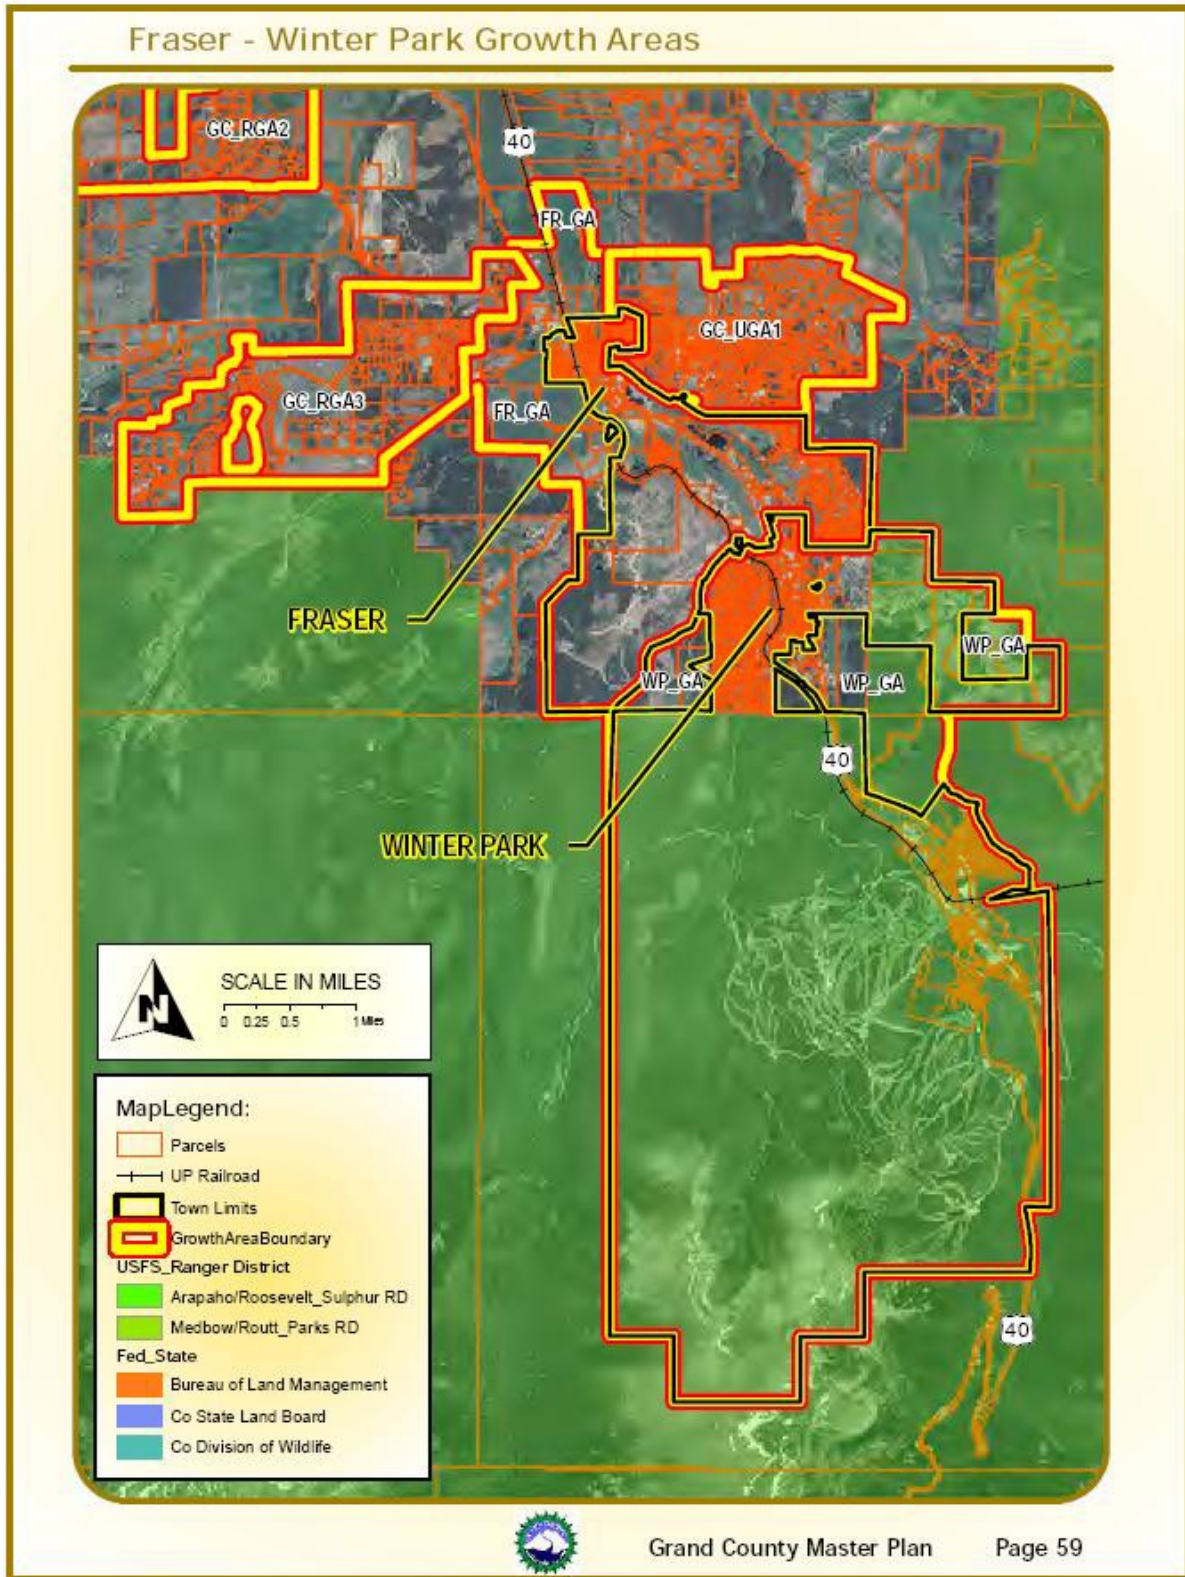 Fraser - Winter Park Growth Areas
GC_RGA2
40
FR_GA
GC_UGA1
GC_RGA3
FR_GA
FRASER
WP_GA
WP_GA
WP_GA
40
WINTER PARK
SCALE IN MILES
N
0 0.25 0.5 1 Miles
MapLegend:
Parcels
UP Railroad
Town Limits
GrowthAreaBoundary
USFS_Ranger District
Arapaho/Roosevelt_Sulphur RD
Medbow/Routt_Parks RD
Fed_State
Bureau of Land Management
Co State Land Board
Co Division of Wildlife
40
Grand County Master Plan Page 59